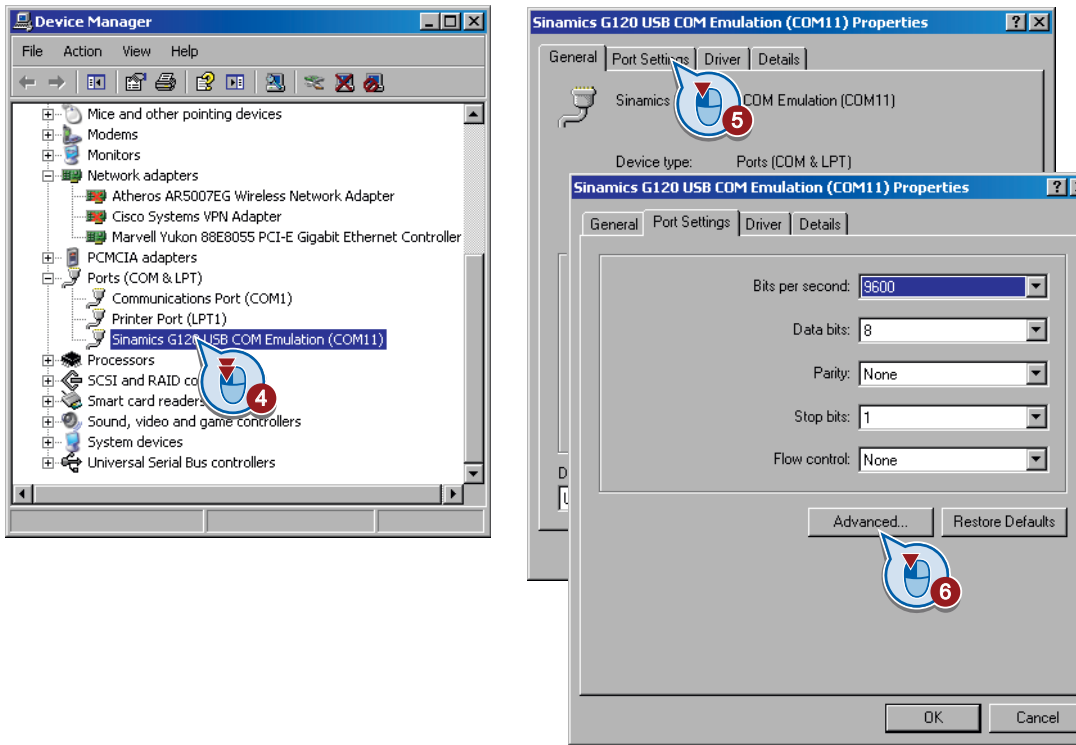 Device Manager
File Action View Help
Mice and other pointing devices
Modems
Monitors
Network adapters
Atheros AR5007EG Wireless Network Adapter
Cisco Systems VPN Adapter
Marvell Yukon 88E8055 PCI-E Gigabit Ethernet Controller
PCMCIA adapters
Ports (COM & LPT)
Communications Port (COM1)
Printer Port (LPT1)
Sinamics G120 USB COM Emulation (COM11)
Processors
SCSI and RAID co
Smart card readers
4
Sound, video and game controllers
System devices
Universal Serial Bus controllers
Sinamics G120 USB COM Emulation (COM11) Properties
General Port Settings Driver Details
Sinamics COM Emulation (COM11)
5
Device type: Ports (COM & LPT)
D
Sinamics G120 USB COM Emulation (COM11) Properties
General Port Settings Driver Details
Bits per second: 9600
Data bits: 8
Parity: None
Stop bits: 1
Flow control: None
Advanced... Restore Defaults
6
OK Cancel